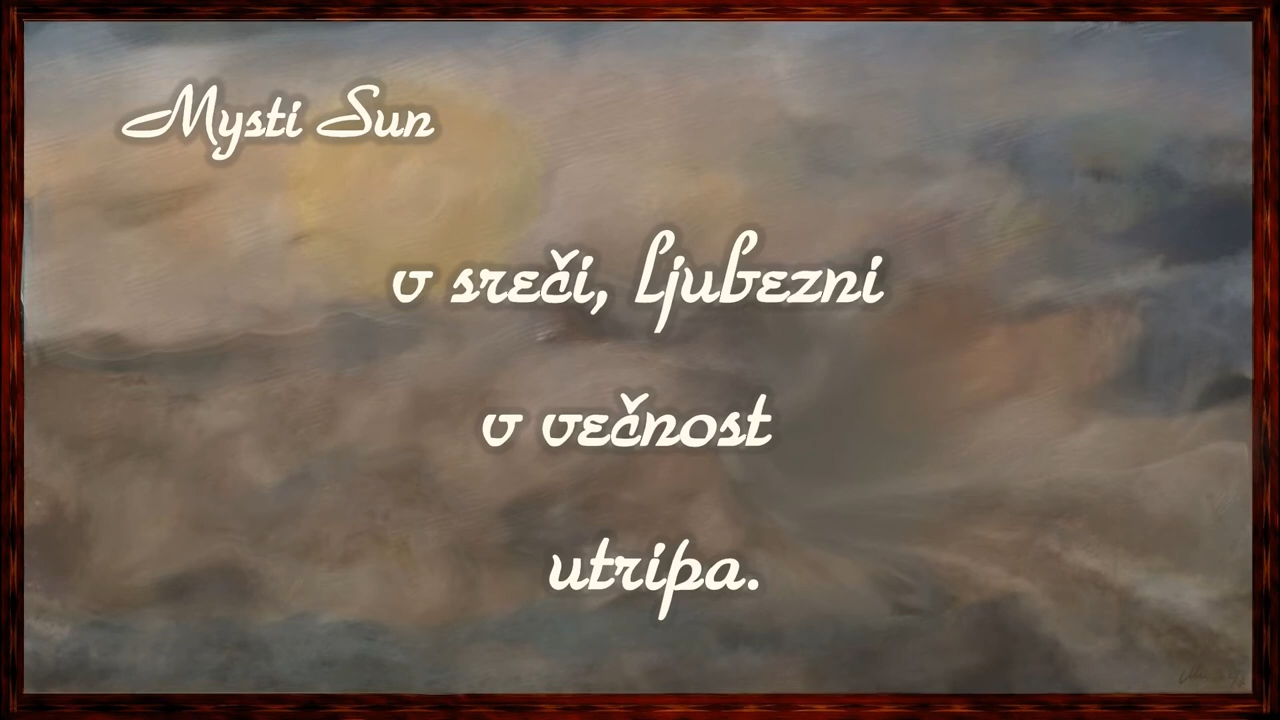 Mysti Sun
v sreči, ljubezni
v večnost
utripa.